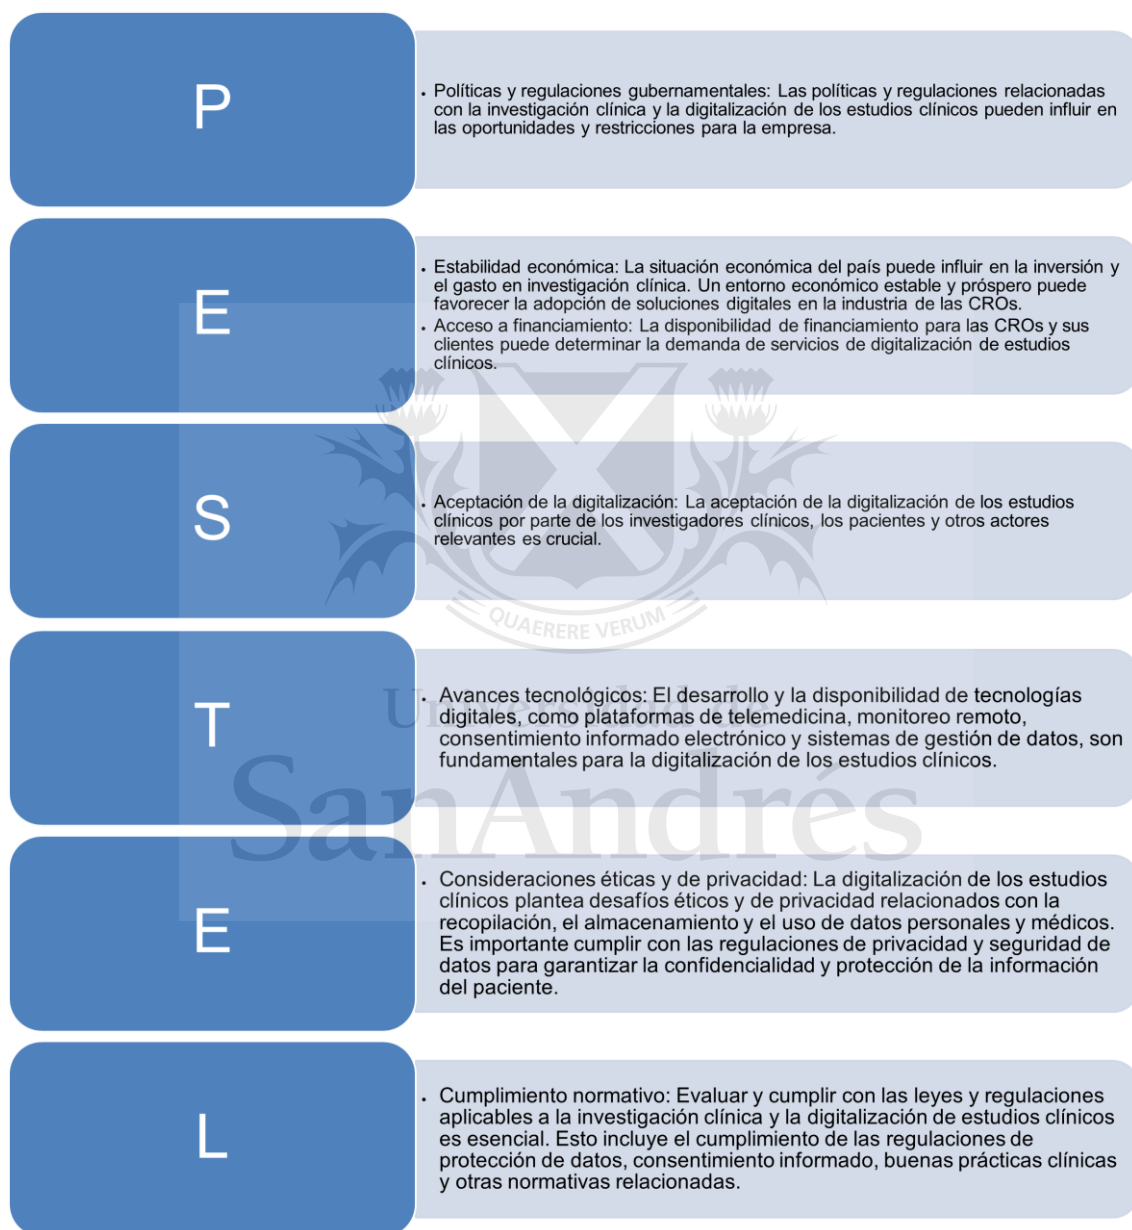 P
• Políticas y regulaciones gubernamentales: Las políticas y regulaciones relacionadas
con la investigación clínica y la digitalización de los estudios clínicos pueden influir en
las oportunidades y restricciones para la empresa.
E
• Estabilidad económica: La situación económica del país puede influir en la inversión y
el gasto en investigación clínica. Un entorno económico estable y próspero puede
favorecer la adopción de soluciones digitales en la industria de las CROs.
• Acceso a financiamiento: La disponibilidad de financiamiento para las CROs y sus
clientes puede determinar la demanda de servicios de digitalización de estudios
clínicos.
S
• Aceptación de la digitalización: La aceptación de la digitalización de los estudios
clínicos por parte de los investigadores clínicos, los pacientes y otros actores
relevantes es crucial.
QUAERERE VERUM
T
• Avances tecnológicos: El desarrollo y la disponibilidad de tecnologías
digitales, como plataformas de telemedicina, monitoreo remoto,
consentimiento informado electrónico y sistemas de gestión de datos, son
fundamentales para la digitalización de los estudios clínicos.
Universidad de
SanAndrés
E
• Consideraciones éticas y de privacidad: La digitalización de los estudios
clínicos plantea desafíos éticos y de privacidad relacionados con la
recopilación, el almacenamiento y el uso de datos personales y médicos.
Es importante cumplir con las regulaciones de privacidad y seguridad de
datos para garantizar la confidencialidad y protección de la información
del paciente.
L
• Cumplimiento normativo: Evaluar y cumplir con las leyes y regulaciones
aplicables a la investigación clínica y la digitalización de estudios clínicos
es esencial. Esto incluye el cumplimiento de las regulaciones de
protección de datos, consentimiento informado, buenas prácticas clínicas
y otras normativas relacionadas.